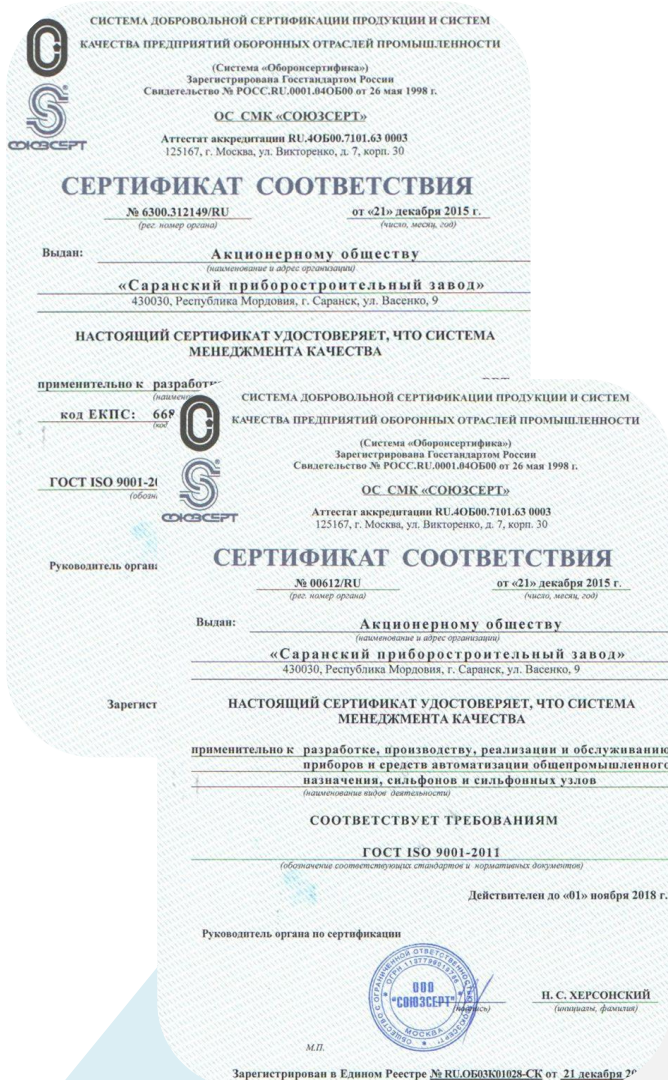 СИСТЕМА ДОБРОВОЛЬНОЙ СЕРТИФИКАЦИИ ПРОДУКЦИИ И СИСТЕМ
КАЧЕСТВА ПРЕДПРИЯТИЙ ОБОРОННЫХ ОТРАСЛЕЙ ПРОМЫШЛЕННОСТИ
(Система «Оборонсертифика»)
Зарегистрирована Госстандартом России
Свидетельство № РОСС.RU.0001.04ОБ00 от 26 мая 1998 г.
СОЮЗСЕРТ
ОС СМК «СОЮЗСЕРТ»
Аттестат аккредитации RU.4ОБ00.7101.63 0003
125167, г. Москва, ул. Викторенко, д. 7, корп. 30
СЕРТИФИКАТ СООТВЕТСТВИЯ
№ 6300.312149/RU от «21» декабря 2015 г.
(рег. номер органа) (число, месяц, год)
Выдан: Акционерному обществу
(наименование и адрес организации)
«Саранский приборостроительный завод»
430030, Республика Мордовия, г. Саранск, ул. Васенко, 9
НАСТОЯЩИЙ СЕРТИФИКАТ УДОСТОВЕРЯЕТ, ЧТО СИСТЕМА
МЕНЕДЖМЕНТА КАЧЕСТВА
применительно к
код ЕКПС:
ГОСТ ISO 9001-2
Руководитель
СИСТЕМА ДОБРОВОЛЬНОЙ СЕРТИФИКАЦИИ ПРОДУКЦИИ И СИСТЕМ
КАЧЕСТВА ПРЕДПРИЯТИЙ ОБОРОННЫХ ОТРАСЛЕЙ ПРОМЫШЛЕННОСТИ
(Система «Оборонсертифика»)
Зарегистрирована Госстандартом России
Свидетельство № РОСС.RU.0001.04ОБ00 от 26 мая 1998 г.
СОЮЗСЕРТ
ОС СМК «СОЮЗСЕРТ»
Аттестат аккредитации RU.4ОБ00.7101.63 0003
125167, г. Москва, ул. Викторенко, д. 7, корп. 30
СЕРТИФИКАТ СООТВЕТСТВИЯ
№ 00612/RU от «21» декабря 2015 г.
(рег. номер органа) (число, месяц, год)
Выдан: Акционерному обществу
(наименование и адрес организации)
«Саранский приборостроительный завод»
430030, Республика Мордовия, г. Саранск, ул. Васенко, 9
НАСТОЯЩИЙ СЕРТИФИКАТ УДОСТОВЕРЯЕТ, ЧТО СИСТЕМА
МЕНЕДЖМЕНТА КАЧЕСТВА
применительно к разработке, производству, реализации и обслуживанию
приборов и средств автоматизации общепромышленного
назначения, сильфонов и сильфонных узлов
(наименование видов деятельности)
СООТВЕТСТВУЕТ ТРЕБОВАНИЯМ
ГОСТ ISO 9001-2011
(обозначение соответствующих стандартов и нормативных документов)
Действителен до «01» ноября 2018 г.
Руководитель органа по сертификации
ООО
"СОЮЗСЕРТ"
МОСКВА
(подпись)
Н. С. ХЕРСОНСКИЙ
(инициалы, фамилия)
М.П.
Зарегистрирован в Едином Реестре № RU.ОБ03К01028-СК от 21 декабря